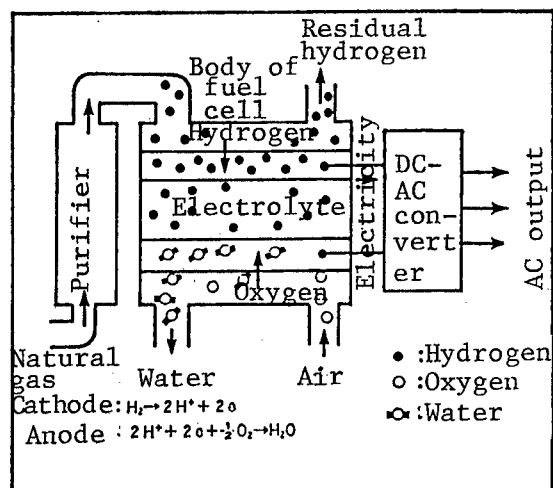 Residual
hydrogen
Body of
fuel
cell
Hydrogen
Electrolyte
Oxygen
Purifier
Electricity
DC-
AC
con-
vert
er
AC output
Natural
gas
Water
Air
● :Hydrogen
○ :Oxygen
:Water
Cathode: H₂→2H⁺+2e
Anode : 2H⁺+2e+½O₂→H₂O